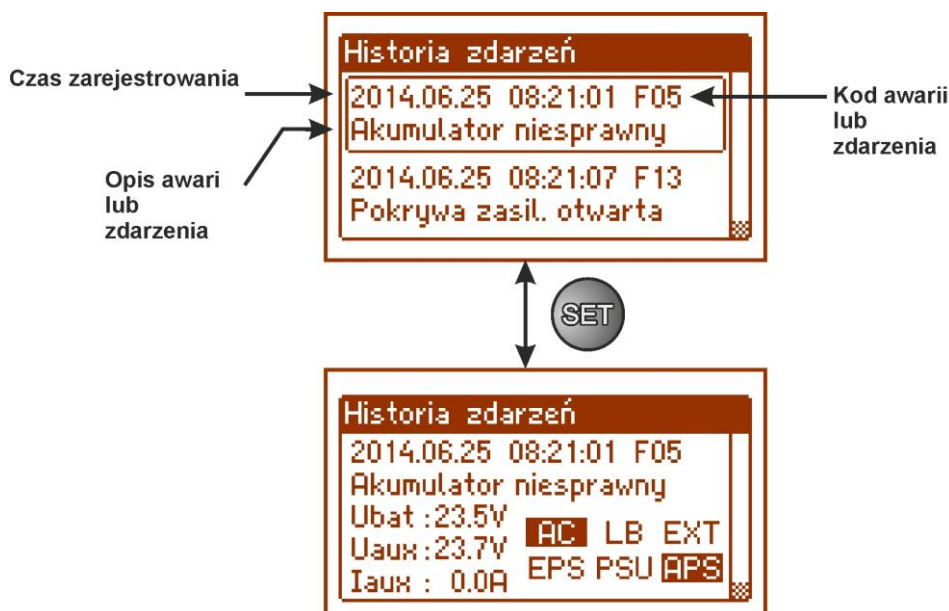 Historia zdarzeń
Czas zarejestrowania
2014.06.25 08:21:01 F05
Akumulator niesprawny
Kod awarii
lub
zdarzenia
Opis awari
lub
zdarzenia
2014.06.25 08:21:07 F13
Pokrywa zasil. otwarta
SET
Historia zdarzeń
2014.06.25 08:21:01 F05
Akumulator niesprawny
Ubat :23.5V
Uaux :23.7V
Iaux : 0.0A
AC LB EXT
EPS PSU APS